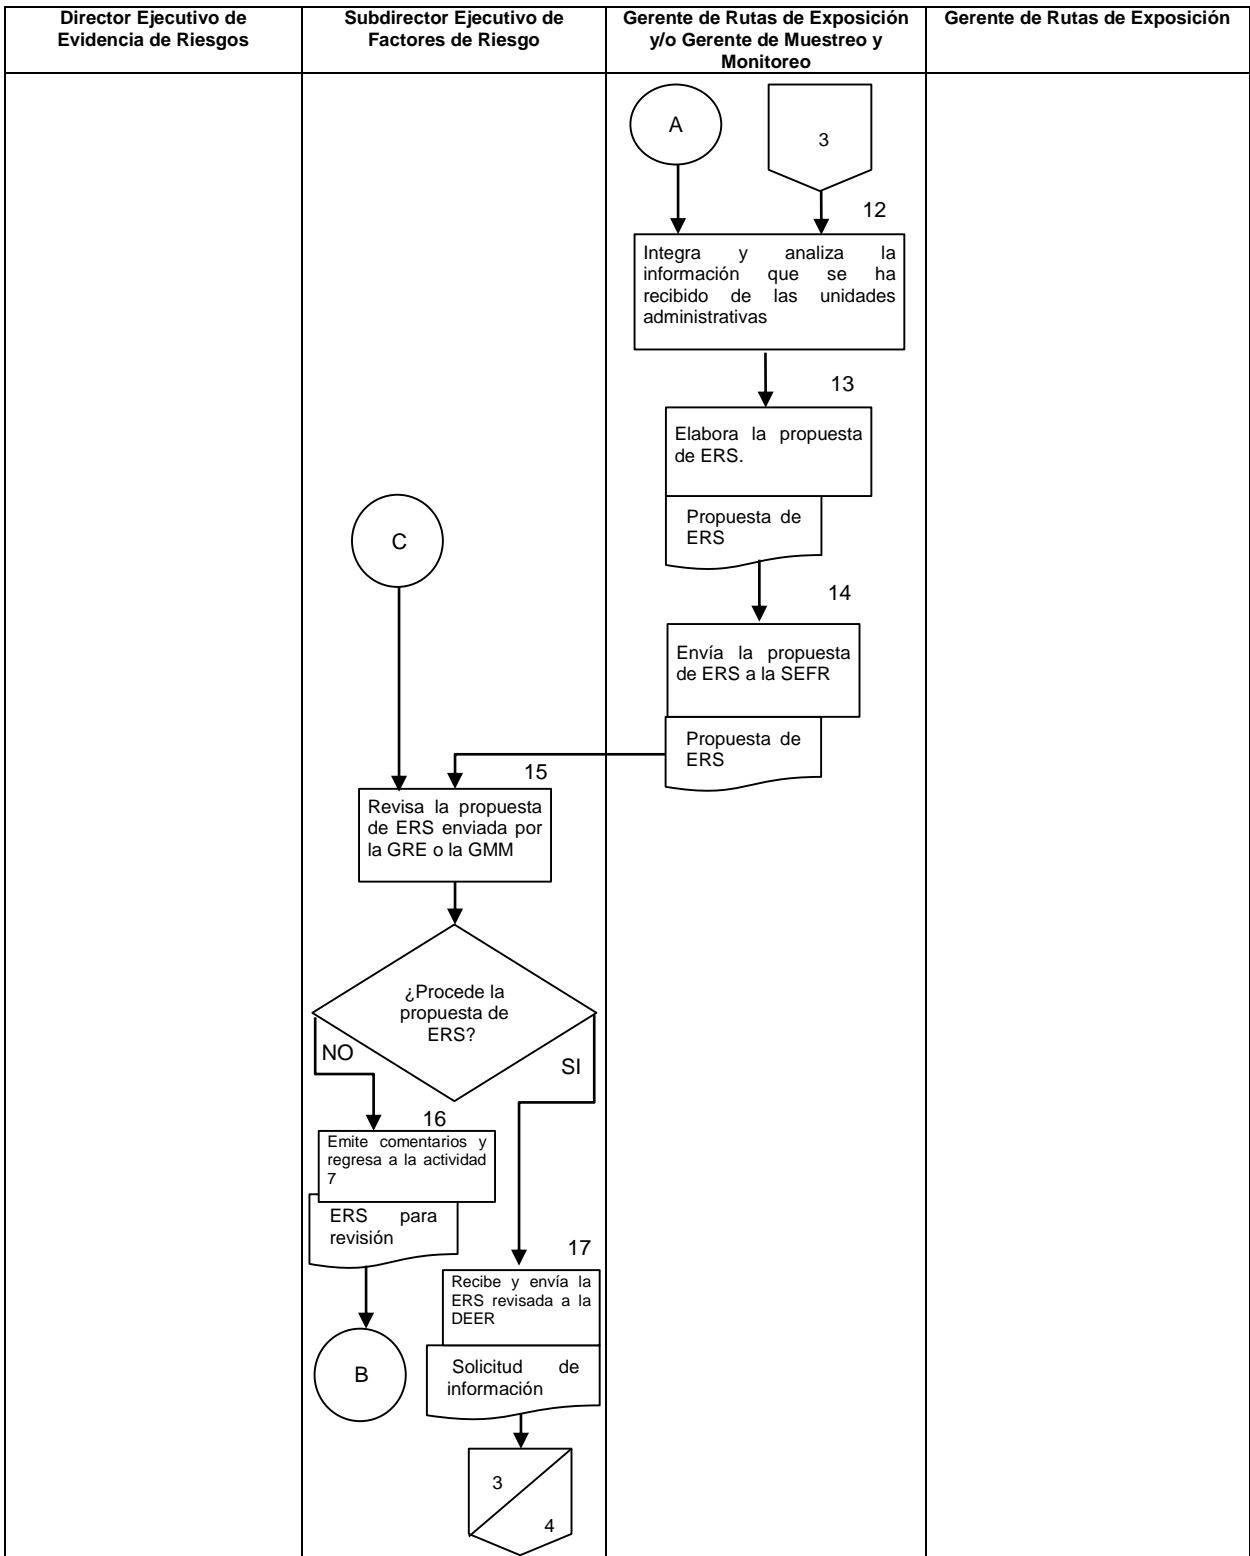 Director Ejecutivo de
Evidencia de Riesgos
Subdirector Ejecutivo de
Factores de Riesgo
Gerente de Rutas de Exposición
y/o Gerente de Muestreo y
Monitoreo
Gerente de Rutas de Exposición
A
3
12
Integra y analiza la
información que se ha
recibido de las unidades
administrativas
13
Elabora la propuesta
de ERS.
Propuesta de
ERS
C
14
Envía la propuesta
de ERS a la SEFR
Propuesta de
ERS
15
Revisa la propuesta
de ERS enviada por
la GRE o la GMM
¿Procede la
propuesta de
ERS?
NO
SI
16
Emite comentarios y
regresa a la actividad
7
ERS para
revisión
B
17
Recibe y envía la
ERS revisada a la
DEER
Solicitud de
información
3
4